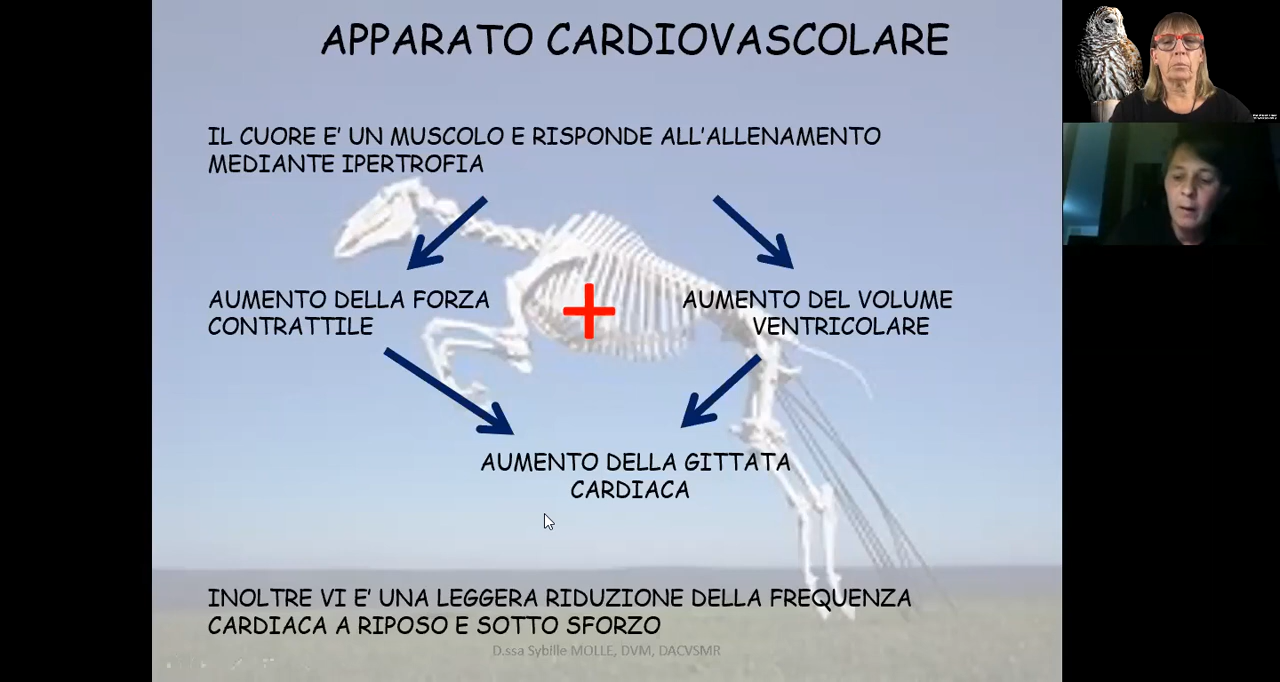 APPARATO CARDIOVASCOLARE
IL CUORE E' UN MUSCOLO E RISPONDE ALL'ALLENAMENTO
MEDIANTE IPERTROFIA
AUMENTO DELLA FORZA
CONTRATTILE
AUMENTO DEL VOLUME
VENTRICOLARE
AUMENTO DELLA GITTATA
CARDIACA
INOLTRE VI E' UNA LEGGERA RIDUZIONE DELLA FREQUENZA
CARDIACA A RIPOSO E SOTTO SFORZO
D.ssa Sybille MOLLE, DVM, DACVSMR